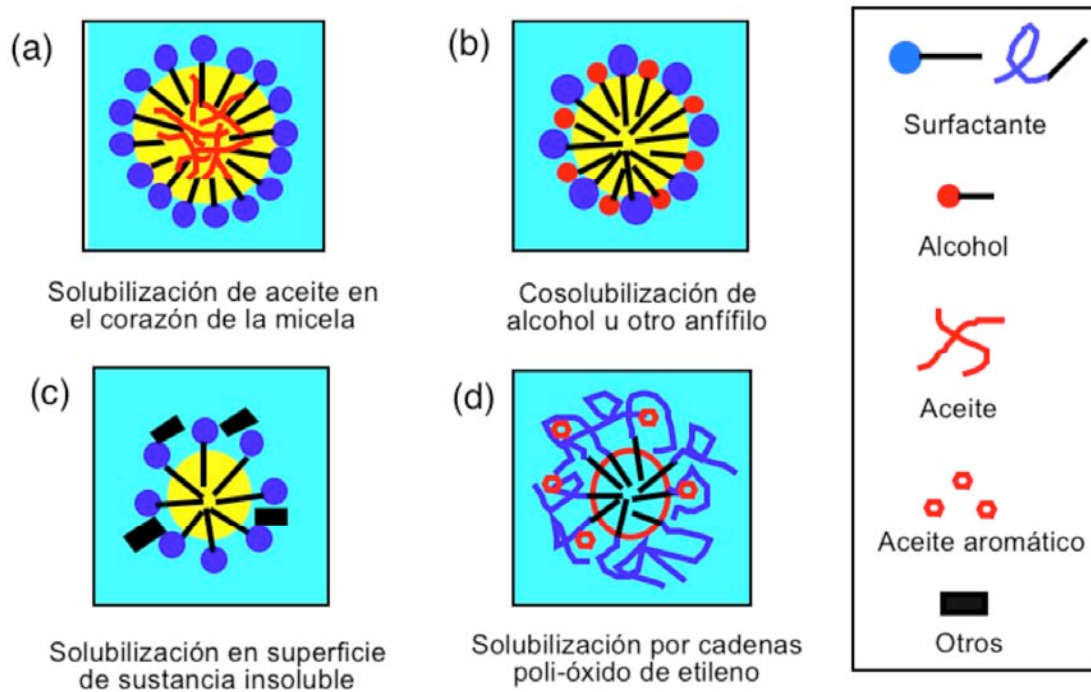 (a)
Solubilización de aceite en
el corazón de la micela
(b)
Cosolubilización de
alcohol u otro anfífilo
(c)
Solubilización en superficie
de sustancia insoluble
(d)
Solubilización por cadenas
poli-óxido de etileno
Surfactante
Alcohol
Aceite
Aceite aromático
Otros